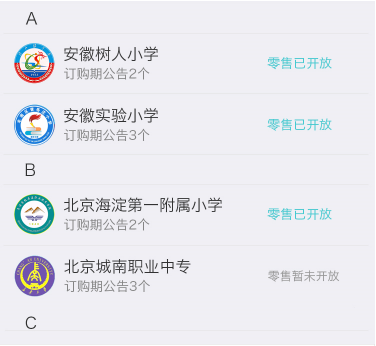 A
安徽树人小学
订购期公告2个
零售已开放
安徽实验小学
订购期公告3个
零售已开放
B
北京海淀第一附属小学
订购期公告2个
零售已开放
北京城南职业中专
订购期公告3个
零售暂未开放
C